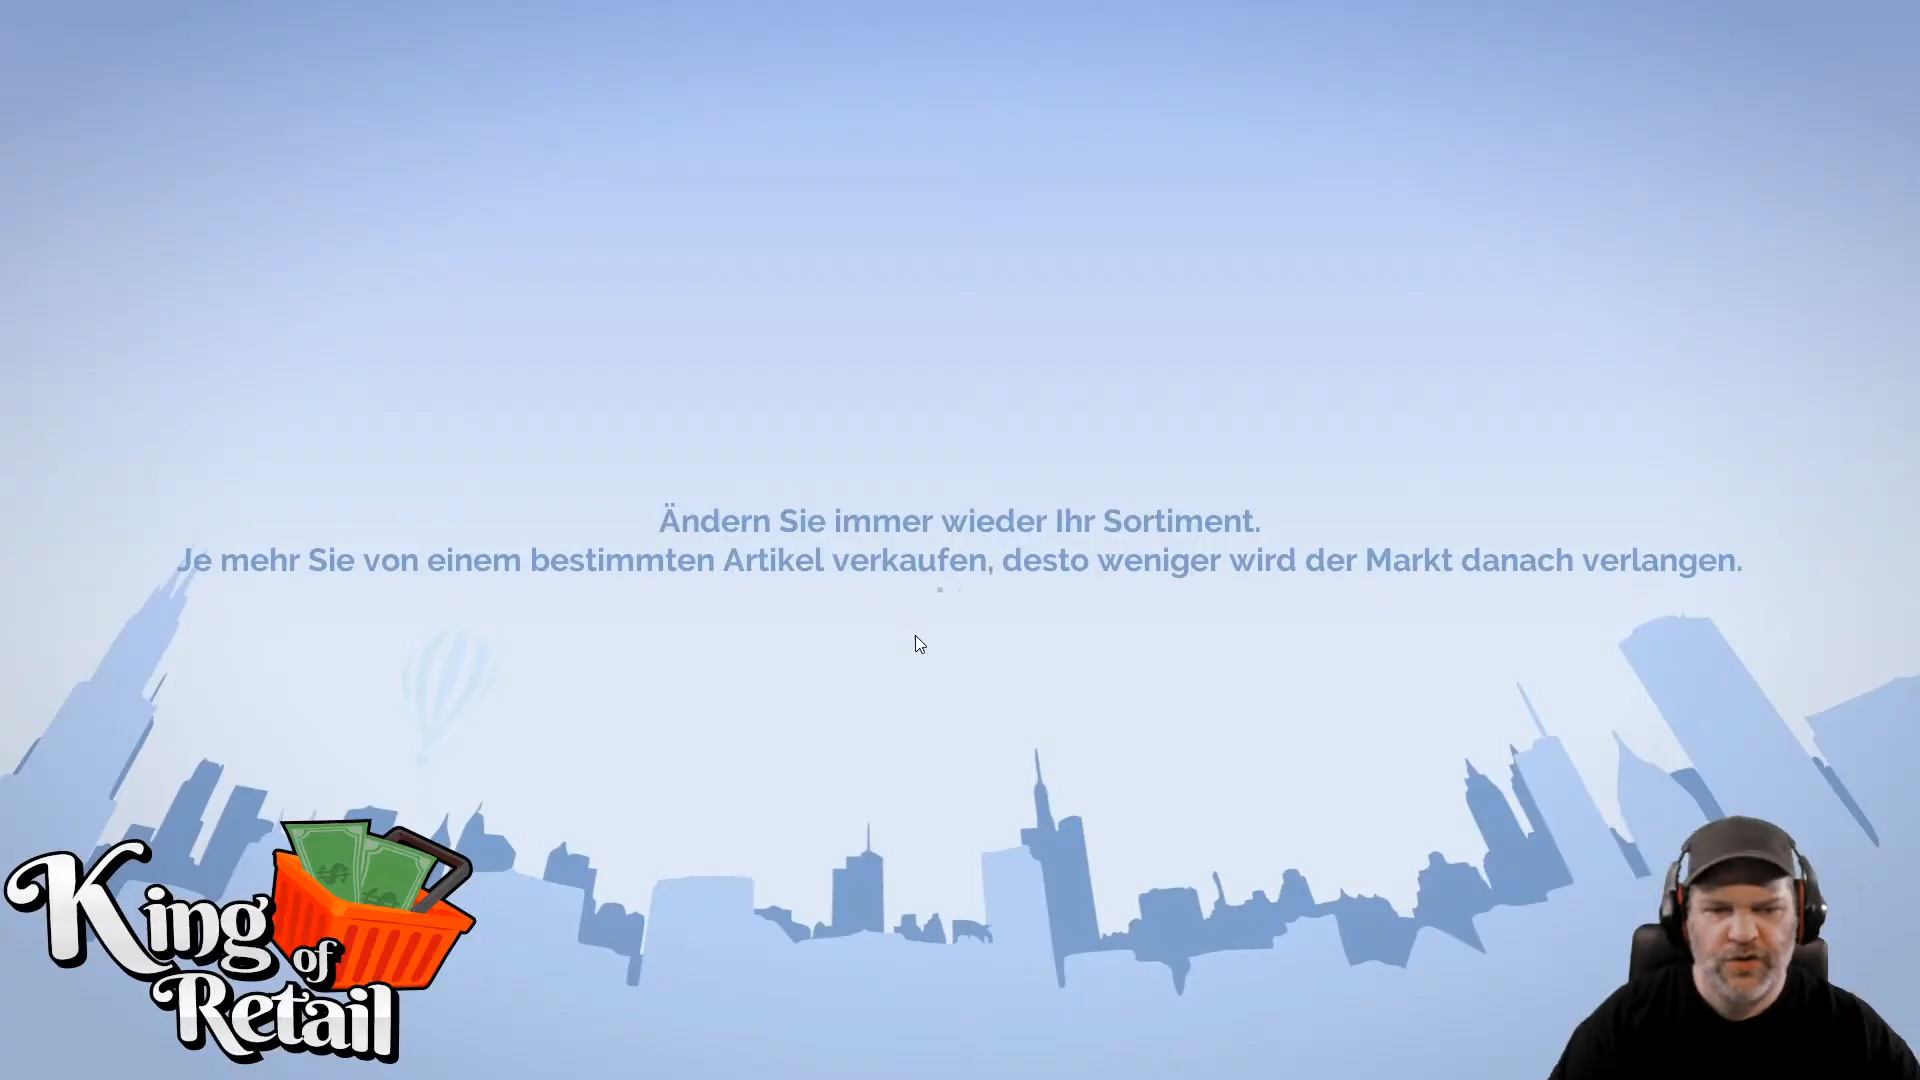 Ändern Sie immer wieder Ihr Sortiment.
Je mehr Sie von einem bestimmten Artikel verkaufen, desto weniger wird der Markt danach verlangen.
King
of
Retail